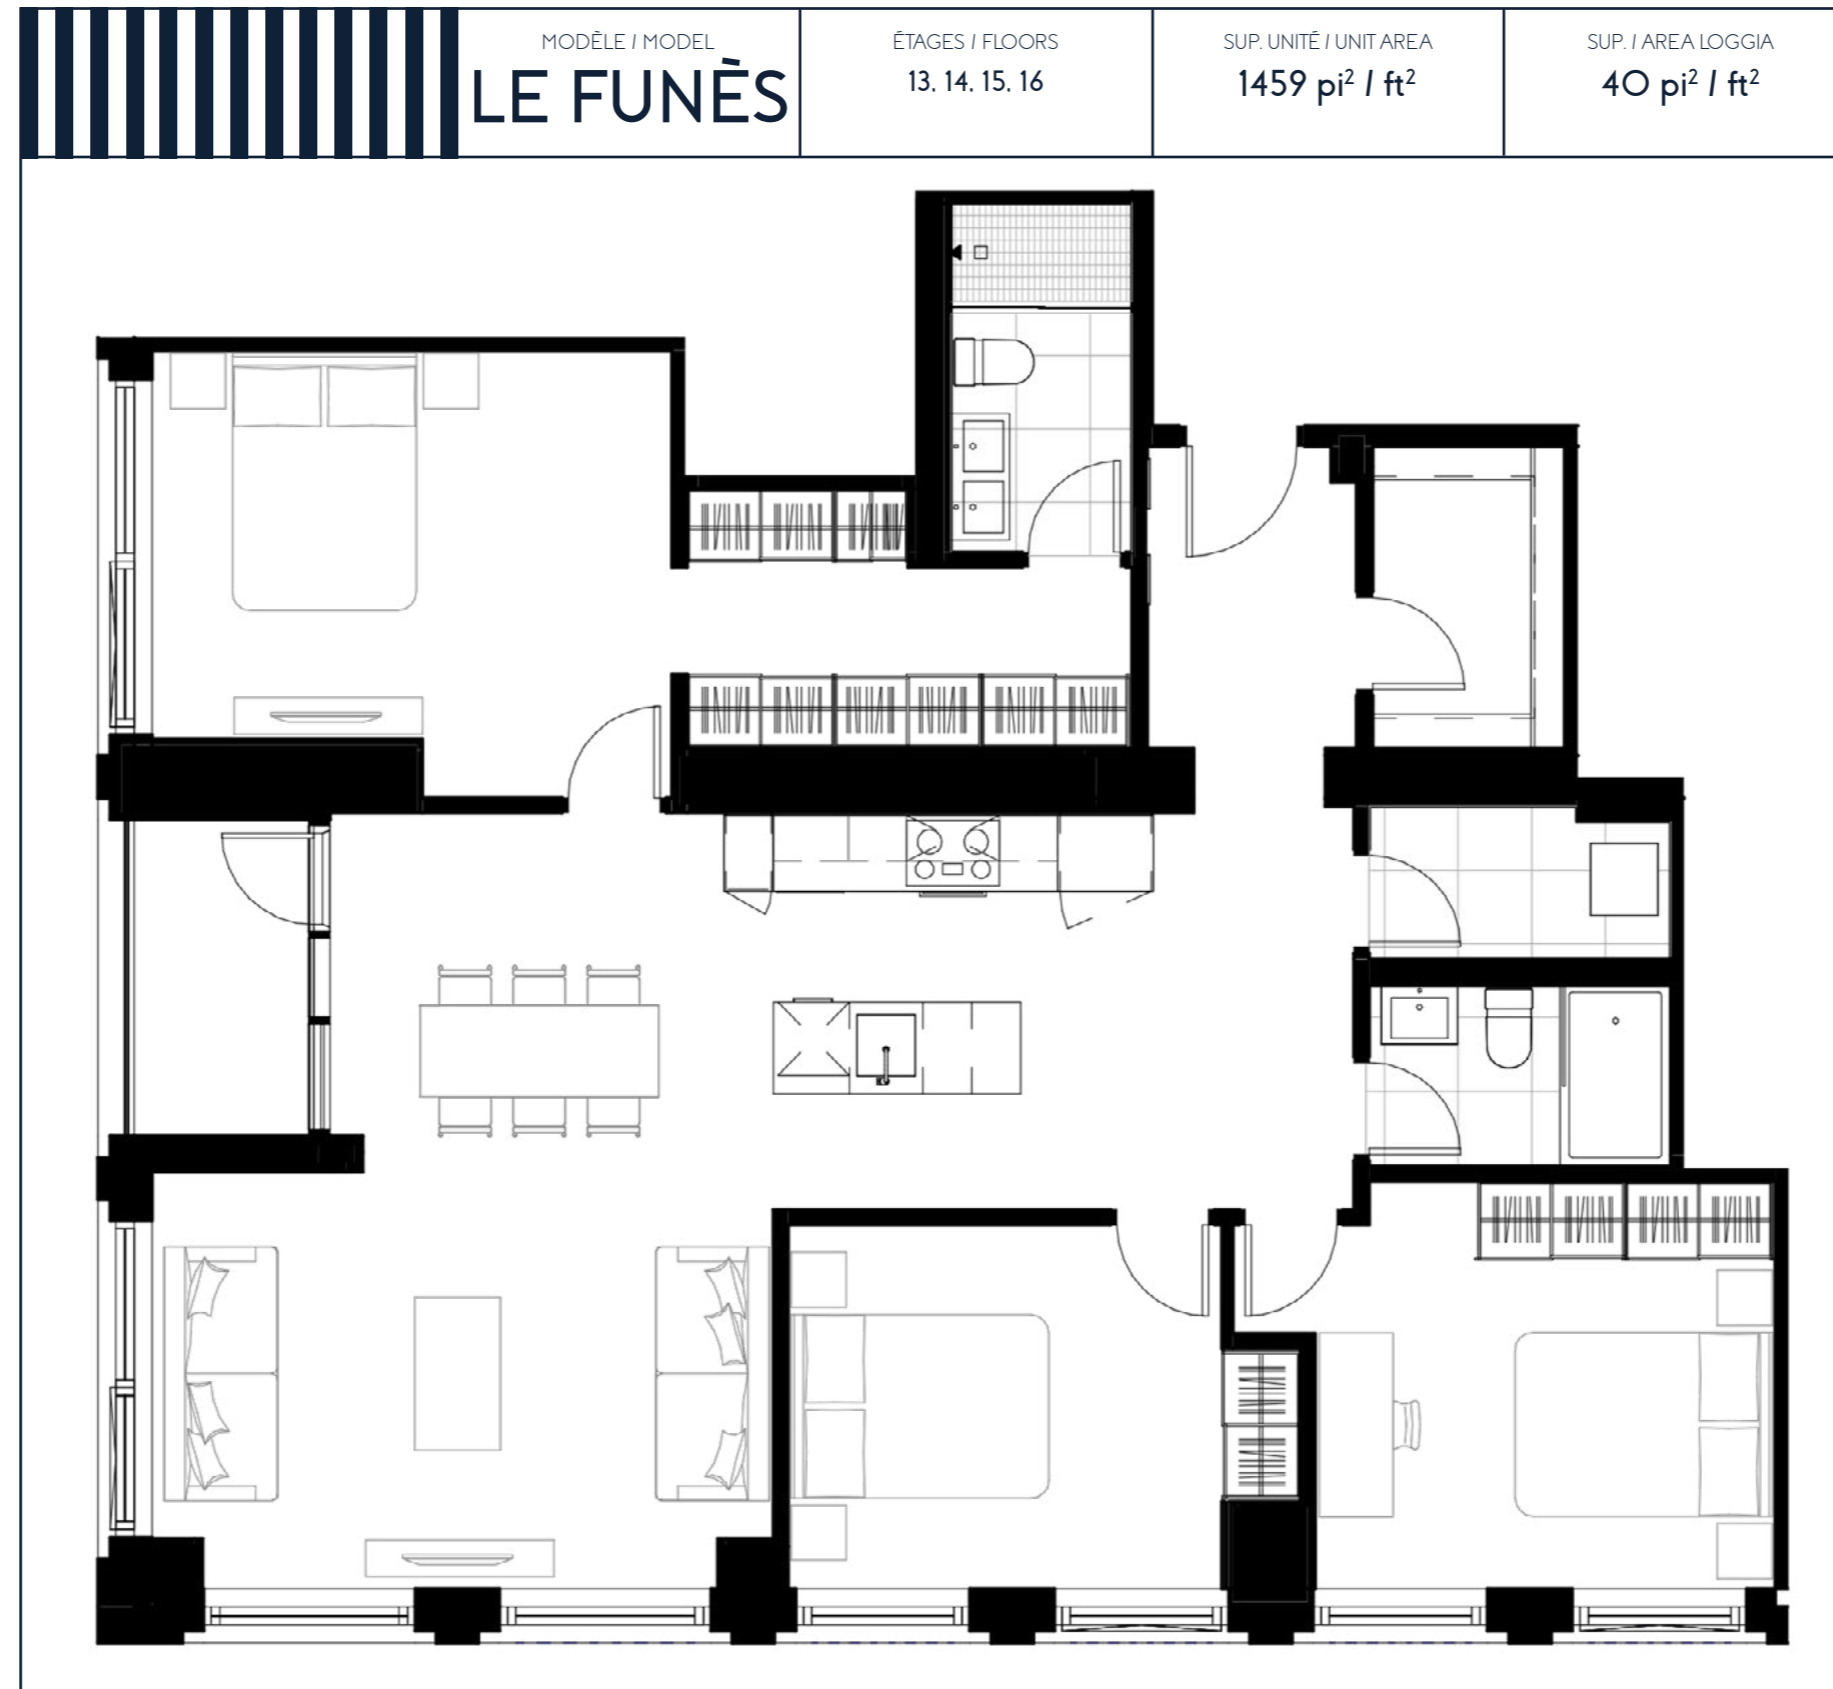 MODÈLE / MODEL
LE FUNÈS
ÉTAGES / FLOORS
13, 14, 15, 16
SUP. UNITÉ / UNIT AREA
1459 pi² / ft²
SUP. / AREA LOGGIA
40 pi² / ft²